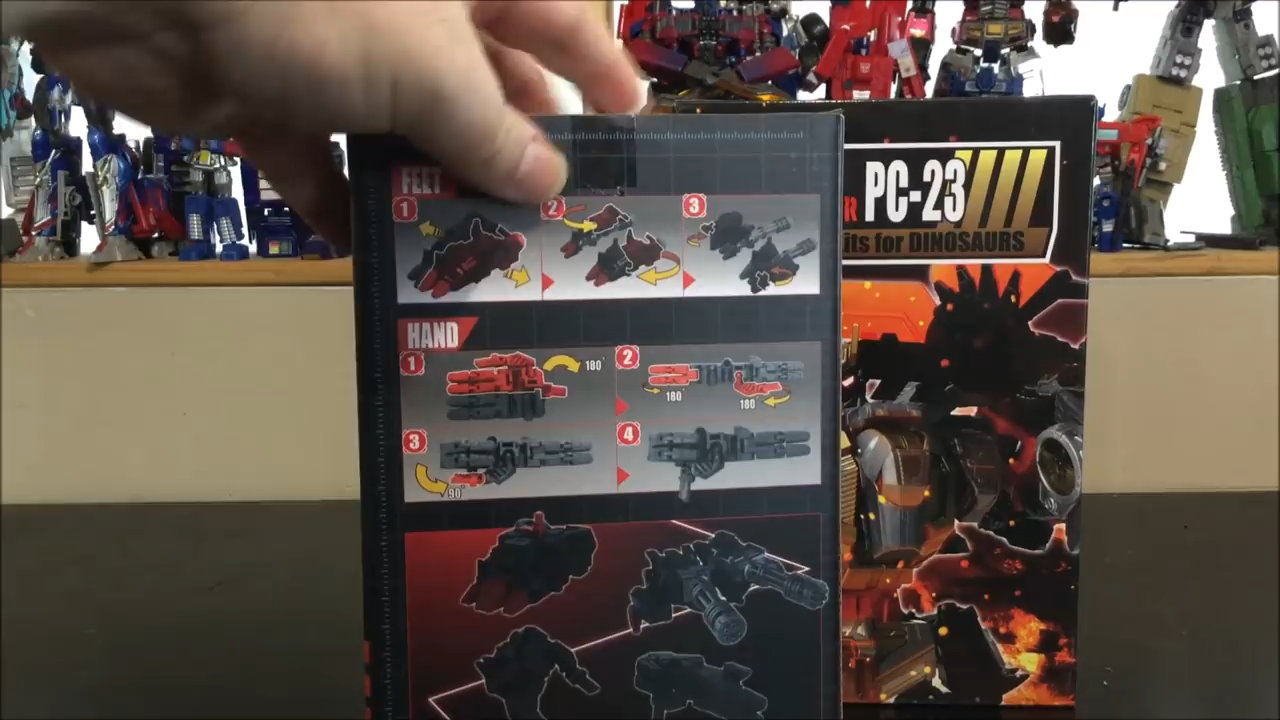 FEET
1
2
3
HAND
1
180°
2
180
180
3
90°
4
R PC-23
its for DINOSAURS